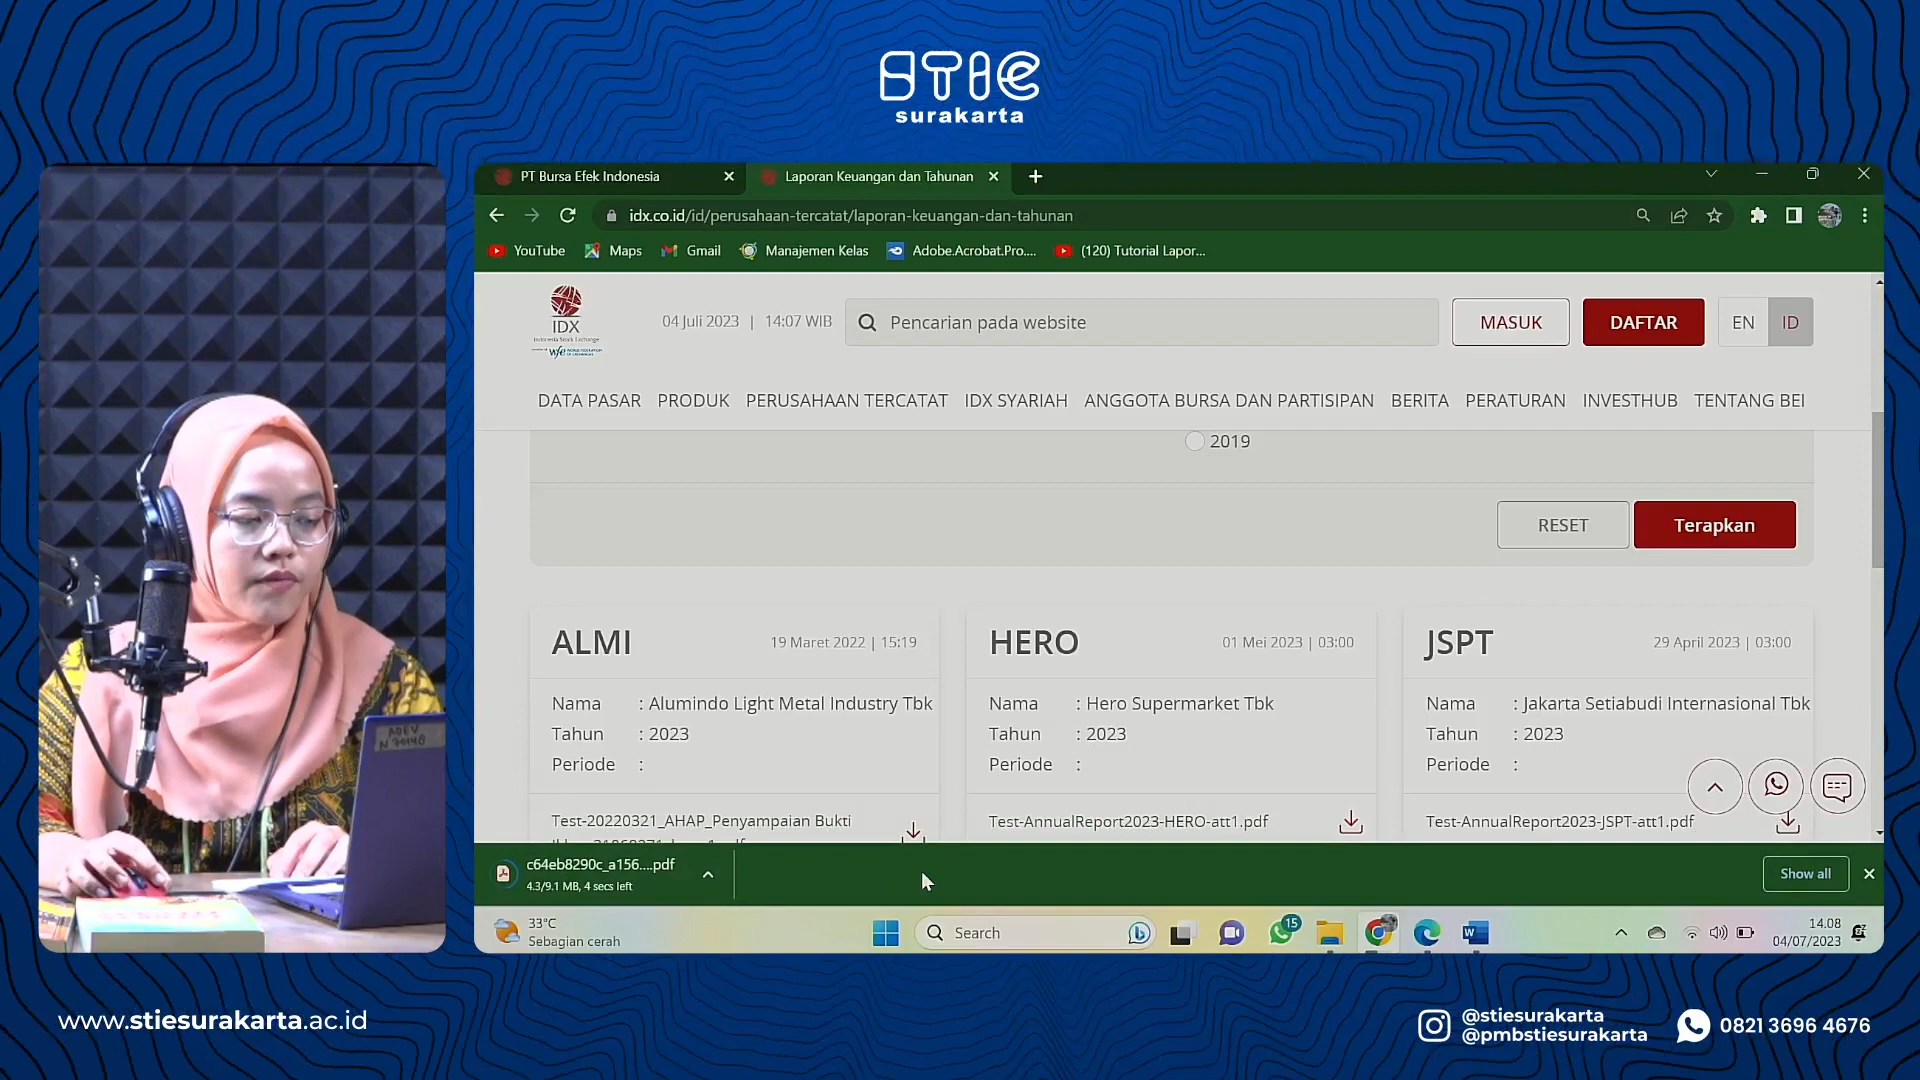 STIE
surakarta
PT Bursa Efek Indonesia
Laporan Keuangan dan Tahunan
idx.co.id/id/perusahaan-tercatat/laporan-keuangan-dan-tahunan
YouTube
Maps
Gmail
Manajemen Kelas
Adobe.Acrobat.Pro....
(120) Tutorial Lapor...
IDX
Indonesia Stock Exchange
04 Juli 2023 | 14:07 WIB
Pencarian pada website
MASUK
DAFTAR
EN
ID
DATA PASAR
PRODUK
PERUSAHAAN TERCATAT
IDX SYARIAH
ANGGOTA BURSA DAN PARTISIPAN
BERITA
PERATURAN
INVESTHUB
TENTANG BEI
2019
RESET
Terapkan
ALMI
19 Maret 2022 | 15:19
Nama : Alumindo Light Metal Industry Tbk
Tahun : 2023
Periode :
Test-20220321_AHAP_Penyampaian Bukti
HERO
01 Mei 2023 | 03:00
Nama : Hero Supermarket Tbk
Tahun : 2023
Periode :
Test-AnnualReport2023-HERO-att1.pdf
JSPT
29 April 2023 | 03:00
Nama : Jakarta Setiabudi Internasional Tbk
Tahun : 2023
Periode :
Test-AnnualReport2023-JSPT-att1.pdf
c64eb8290c_a156....pdf
4.3/9.1 MB, 4 secs left
Show all
33°C
Sebagian cerah
Search
15
14.08
04/07/2023
www.stiesurakarta.ac.id
@stiesurakarta
@pmbstiesurakarta
0821 3696 4676